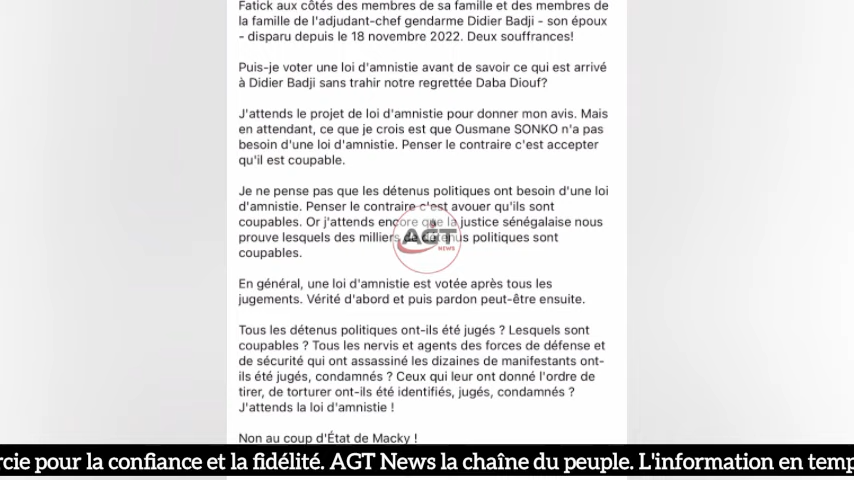 Fatick aux côtés des membres de sa famille et des membres de
la famille de l'adjudant-chef gendarme Didier Badji - son époux
- disparu depuis le 18 novembre 2022. Deux souffrances!
Puis-je voter une loi d'amnistie avant de savoir ce qui est arrivé
à Didier Badji sans trahir notre regrettée Daba Diouf?
J'attends le projet de loi d'amnistie pour donner mon avis. Mais
en attendant, ce que je crois est que Ousmane SONKO n'a pas
besoin d'une loi d'amnistie. Penser le contraire c'est accepter
qu'il est coupable.
Je ne pense pas que les détenus politiques ont besoin d'une loi
d'amnistie. Penser le contraire c'est avouer qu'ils sont
coupables. Or j'attends encore que la justice sénégalaise nous
prouve lesquels des milliers de détenus politiques sont
coupables.
AGT
NEWS
En général, une loi d'amnistie est votée après tous les
jugements. Vérité d'abord et puis pardon peut-être ensuite.
Tous les détenus politiques ont-ils été jugés ? Lesquels sont
coupables ? Tous les nervis et agents des forces de défense et
de sécurité qui ont assassiné les dizaines de manifestants ont-
ils été jugés, condamnés ? Ceux qui leur ont donné l'ordre de
tirer, de torturer ont-ils été identifiés, jugés, condamnés ?
J'attends la loi d'amnistie !
Non au coup d'État de Macky !
rcie pour la confiance et la fidélité. AGT News la chaîne du peuple. L'information en temp